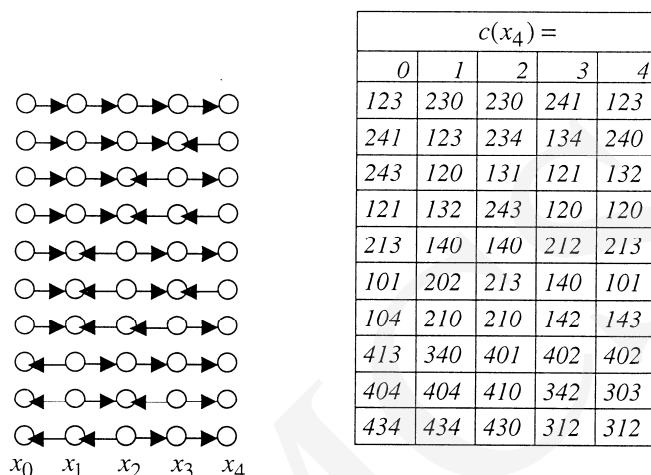 c(x₄) =
0 1 2 3 4
123 230 230 241 123
241 123 234 134 240
243 120 131 121 132
121 132 243 120 120
213 140 140 212 213
101 202 213 140 101
104 210 210 142 143
413 340 401 402 402
404 404 410 342 303
434 434 430 312 312
x₀ x₁ x₂ x₃ x₄